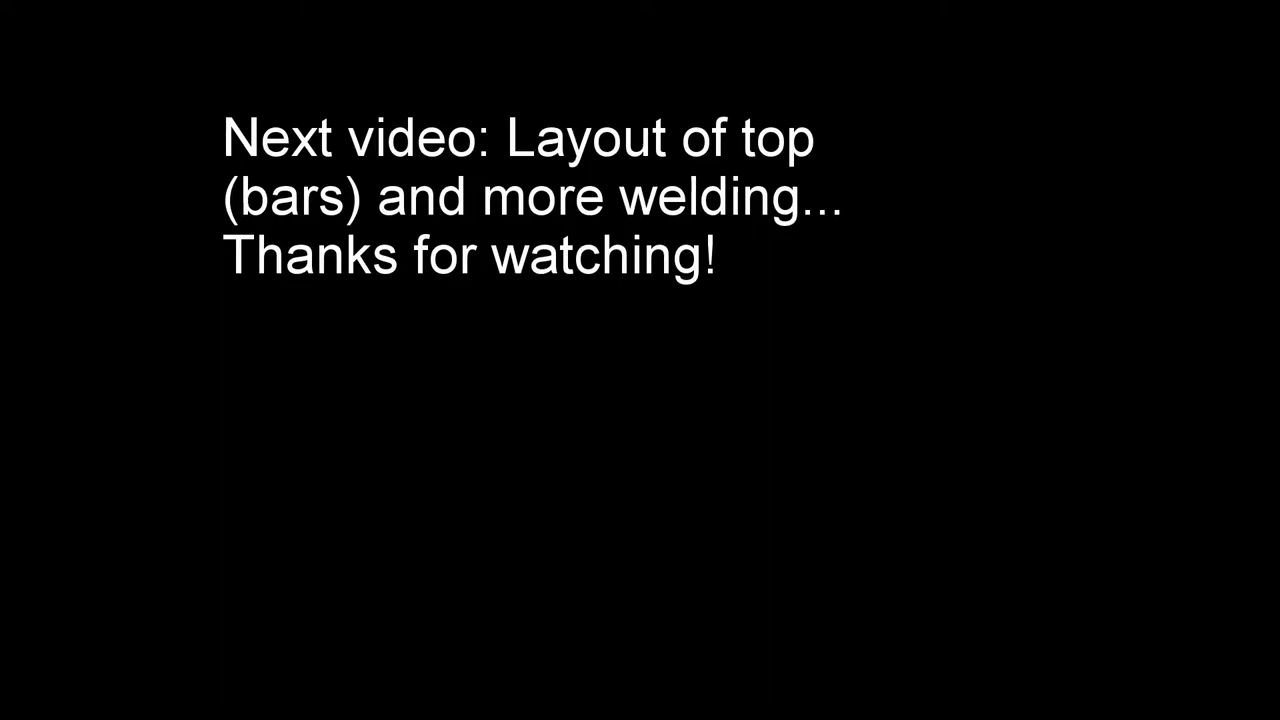 Next video: Layout of top
(bars) and more welding...
Thanks for watching!